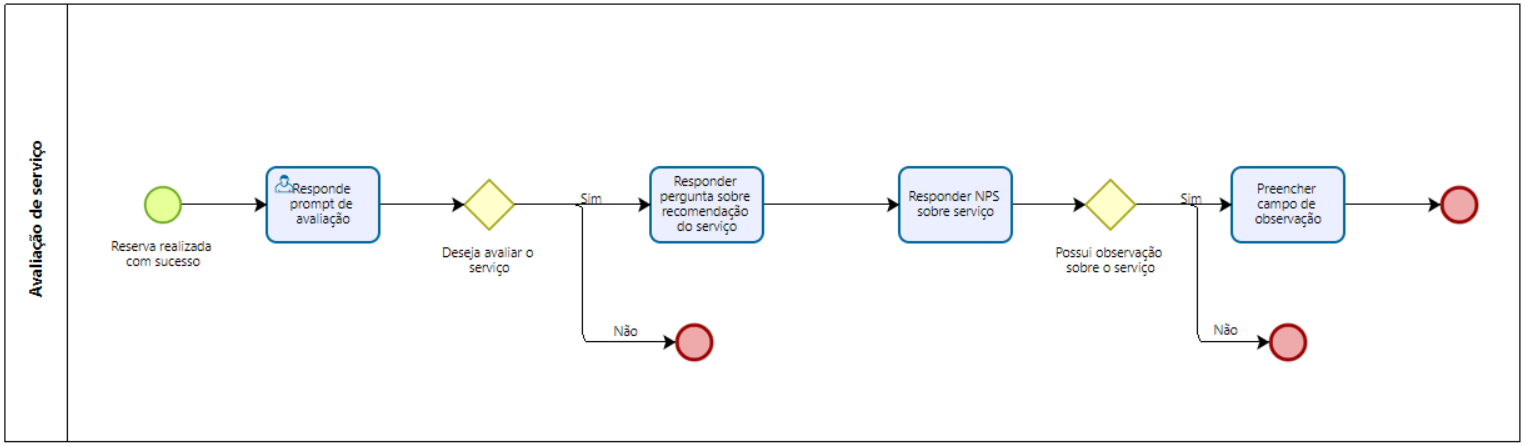 Avaliação de serviço
Reserva realizada
com sucesso
Responde
prompt de
avaliação
Deseja avaliar o
serviço
Sim
Não
Responder
pergunta sobre
recomendação
do serviço
Responder NPS
sobre serviço
Possui observação
sobre o serviço
Sim
Não
Preencher
campo de
observação